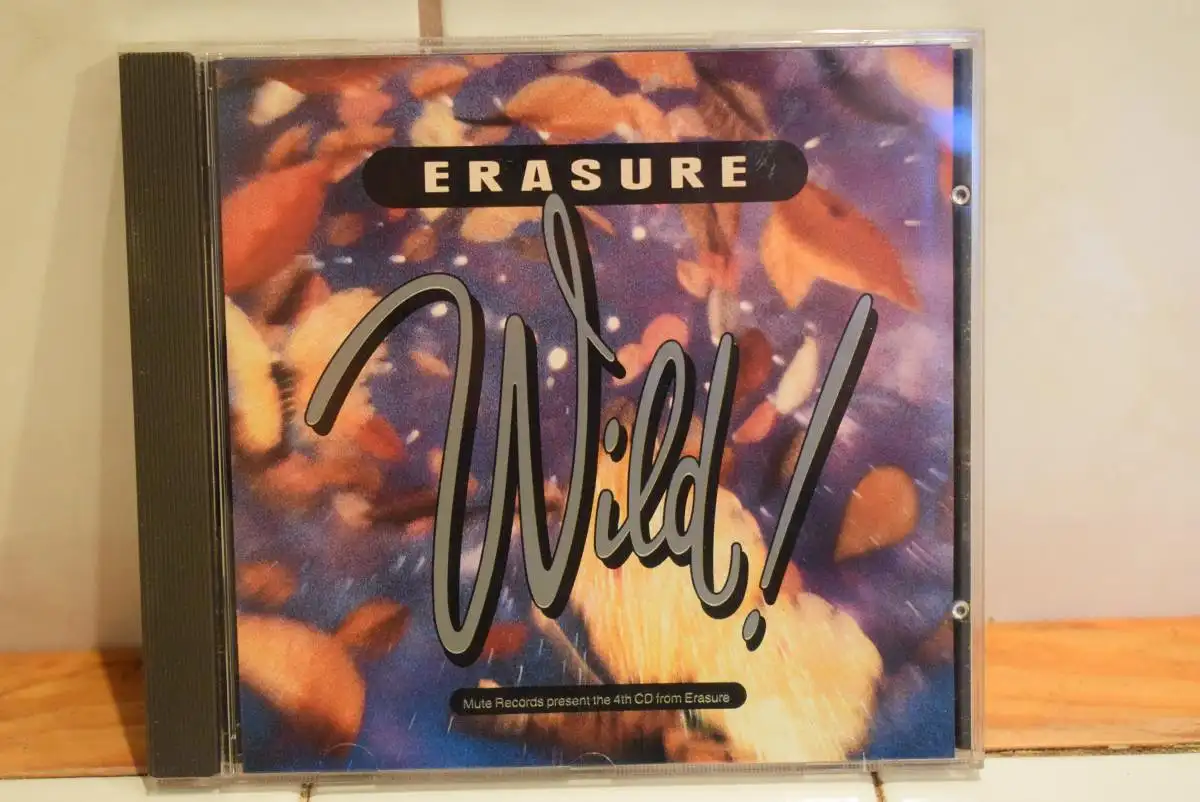 ERASURE
Wild!
Mute Records present the 4th CD from Erasure